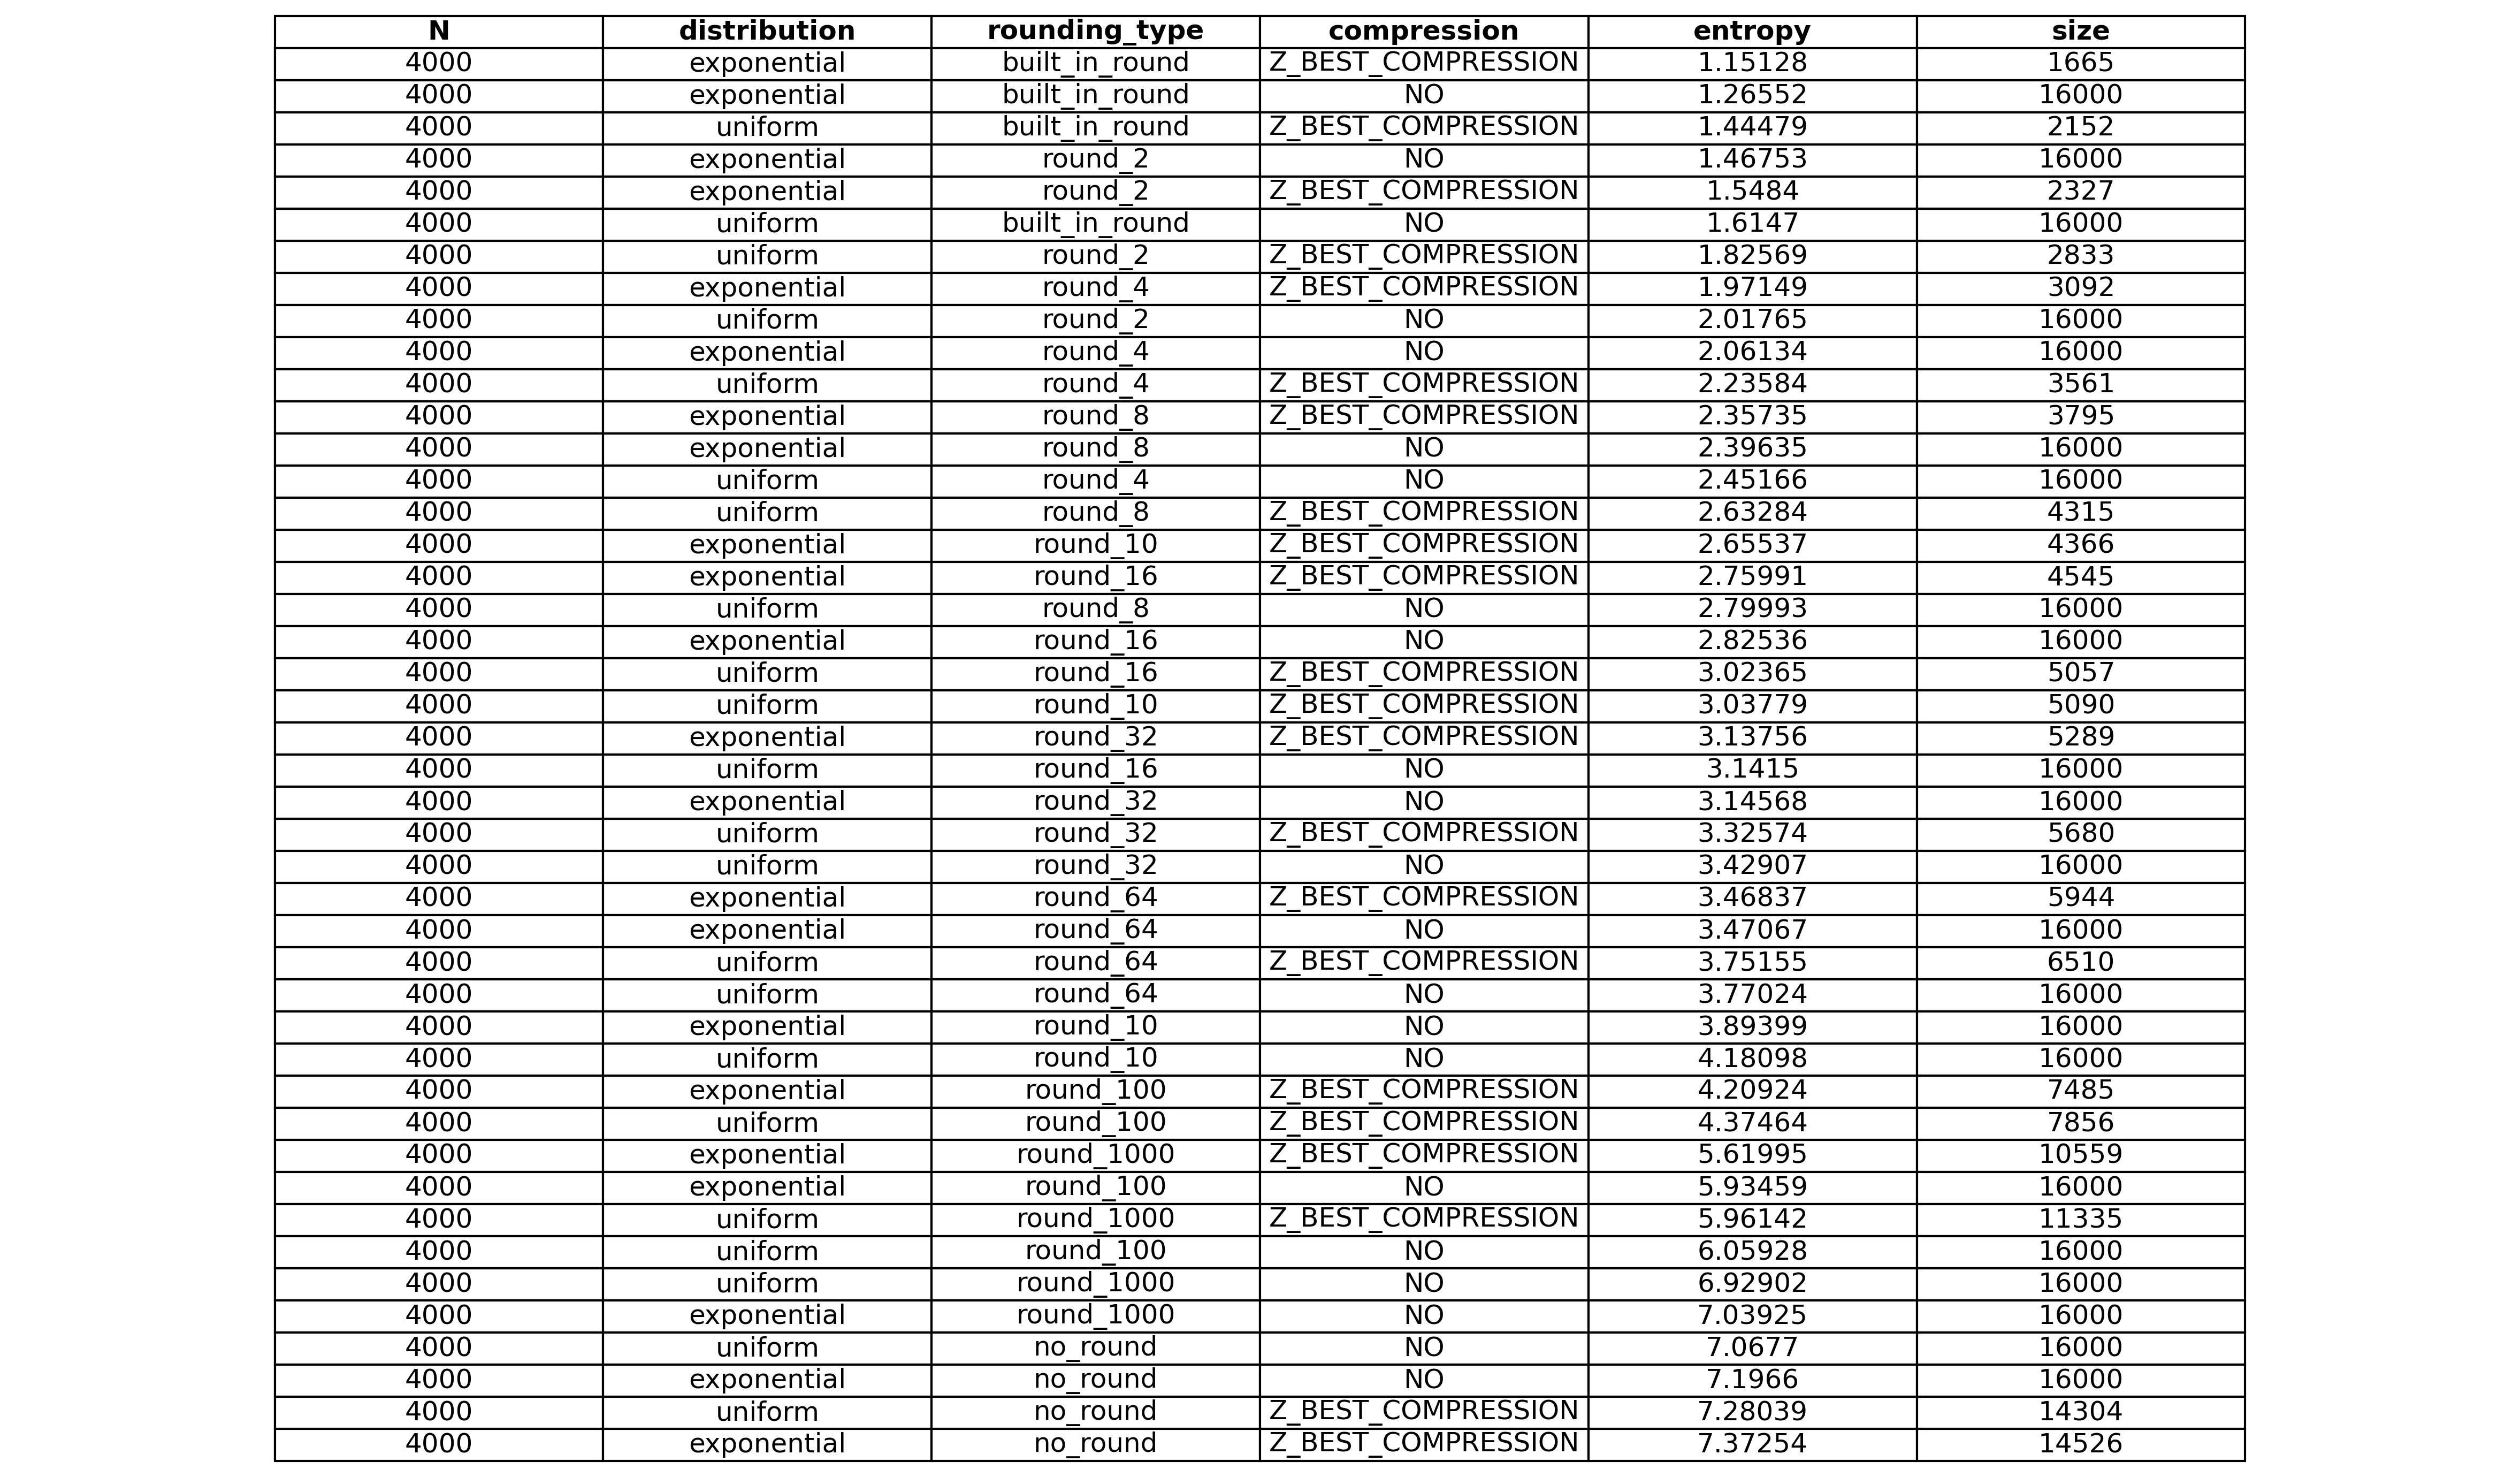 N distribution rounding_type compression entropy size
4000 exponential built_in_round Z_BEST_COMPRESSION 1.15128 1665
4000 exponential built_in_round NO 1.26552 16000
4000 uniform built_in_round Z_BEST_COMPRESSION 1.44479 2152
4000 exponential round_2 NO 1.46753 16000
4000 exponential round_2 Z_BEST_COMPRESSION 1.5484 2327
4000 uniform built_in_round NO 1.6147 16000
4000 uniform round_2 Z_BEST_COMPRESSION 1.82569 2833
4000 exponential round_4 Z_BEST_COMPRESSION 1.97149 3092
4000 uniform round_2 NO 2.01765 16000
4000 exponential round_4 NO 2.06134 16000
4000 uniform round_4 Z_BEST_COMPRESSION 2.23584 3561
4000 exponential round_8 Z_BEST_COMPRESSION 2.35735 3795
4000 exponential round_8 NO 2.39635 16000
4000 uniform round_4 NO 2.45166 16000
4000 uniform round_8 Z_BEST_COMPRESSION 2.63284 4315
4000 exponential round_10 Z_BEST_COMPRESSION 2.65537 4366
4000 exponential round_16 Z_BEST_COMPRESSION 2.75991 4545
4000 uniform round_8 NO 2.79993 16000
4000 exponential round_16 NO 2.82536 16000
4000 uniform round_16 Z_BEST_COMPRESSION 3.02365 5057
4000 uniform round_10 Z_BEST_COMPRESSION 3.03779 5090
4000 exponential round_32 Z_BEST_COMPRESSION 3.13756 5289
4000 uniform round_16 NO 3.1415 16000
4000 exponential round_32 NO 3.14568 16000
4000 uniform round_32 Z_BEST_COMPRESSION 3.32574 5680
4000 uniform round_32 NO 3.42907 16000
4000 exponential round_64 Z_BEST_COMPRESSION 3.46837 5944
4000 exponential round_64 NO 3.47067 16000
4000 uniform round_64 Z_BEST_COMPRESSION 3.75155 6510
4000 uniform round_64 NO 3.77024 16000
4000 exponential round_10 NO 3.89399 16000
4000 uniform round_10 NO 4.18098 16000
4000 exponential round_100 Z_BEST_COMPRESSION 4.20924 7485
4000 uniform round_100 Z_BEST_COMPRESSION 4.37464 7856
4000 exponential round_1000 Z_BEST_COMPRESSION 5.61995 10559
4000 exponential round_100 NO 5.93459 16000
4000 uniform round_1000 Z_BEST_COMPRESSION 5.96142 11335
4000 uniform round_100 NO 6.05928 16000
4000 uniform round_1000 NO 6.92902 16000
4000 exponential round_1000 NO 7.03925 16000
4000 uniform no_round NO 7.0677 16000
4000 exponential no_round NO 7.1966 16000
4000 uniform no_round Z_BEST_COMPRESSION 7.28039 14304
4000 exponential no_round Z_BEST_COMPRESSION 7.37254 14526